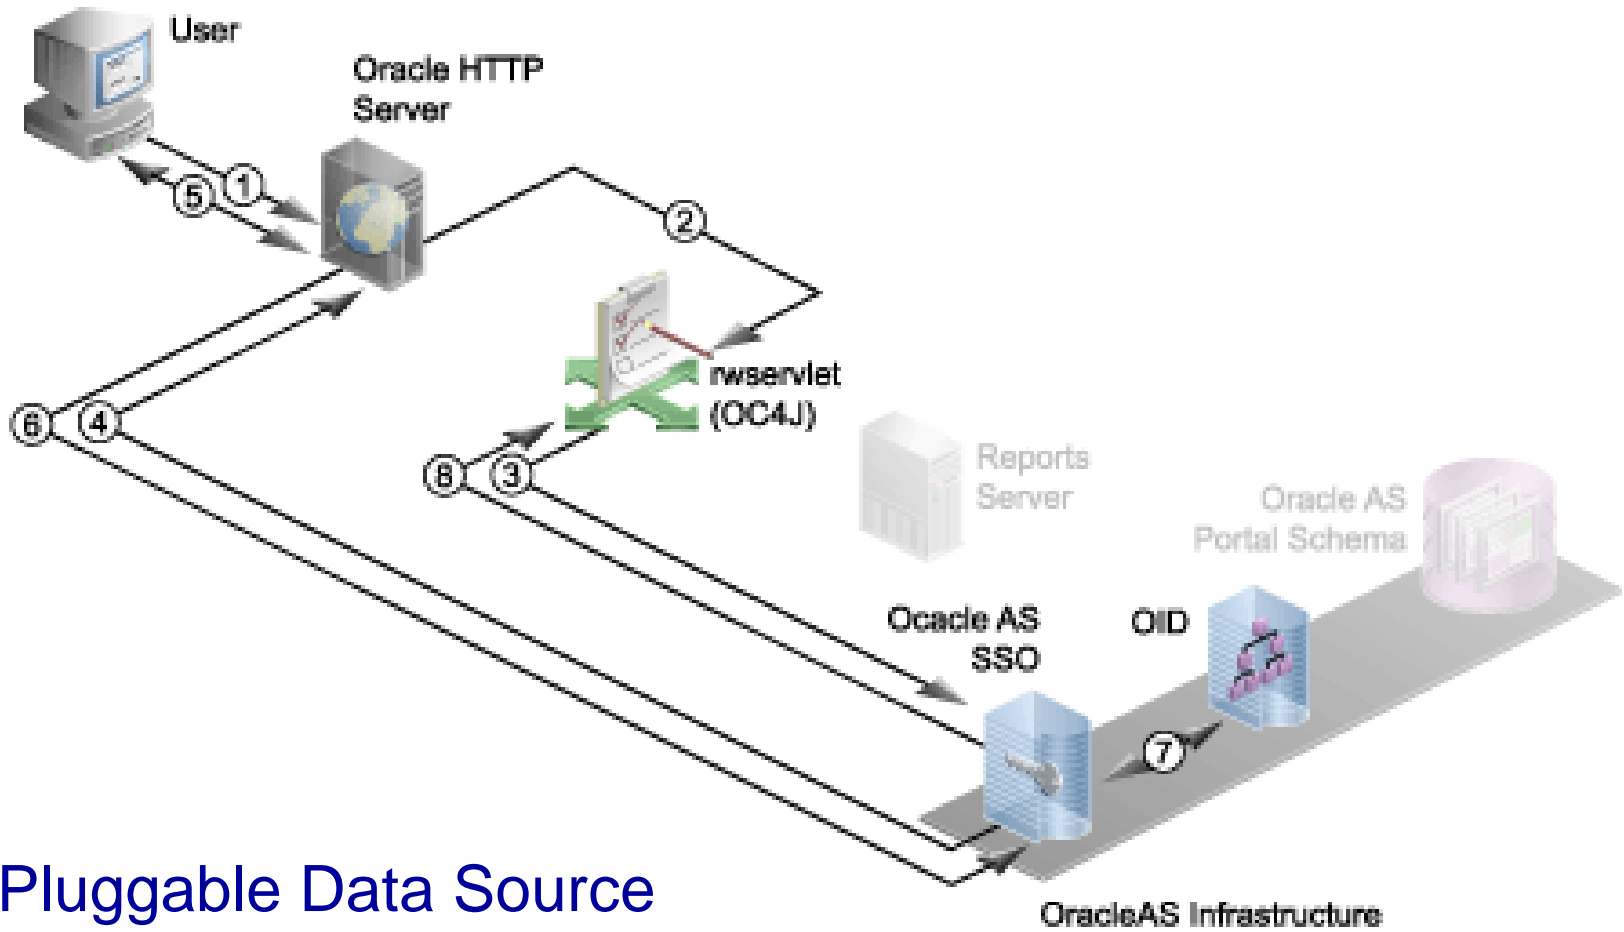 User
Oracle HTTP
Server
1
5
2
rwservlet
(OC4J)
6
4
8
3
Reports
Server
Oracle AS
Portal Schema
Ocacle AS
SSO
OID
7
Pluggable Data Source
OracleAS Infrastructure